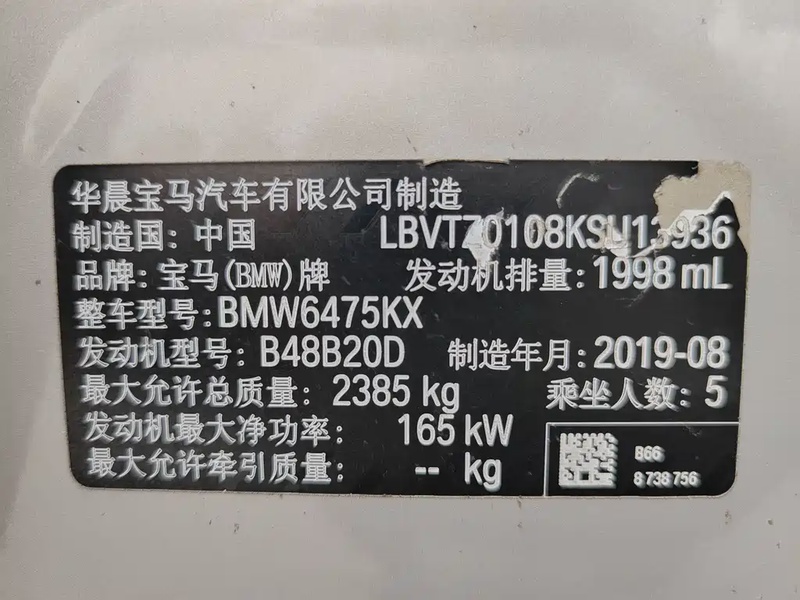 华晨宝马汽车有限公司制造
制造国：中国
品牌：宝马(BMW)牌 发动机排量：1998 mL
整车型号：BMW6475KX
发动机型号：B48B20D 制造年月：2019-08
最大允许总质量：2385 kg 乘坐人数：5
发动机最大净功率：165 kW
最大允许牵引质量：-- kg
B66
8 738 756